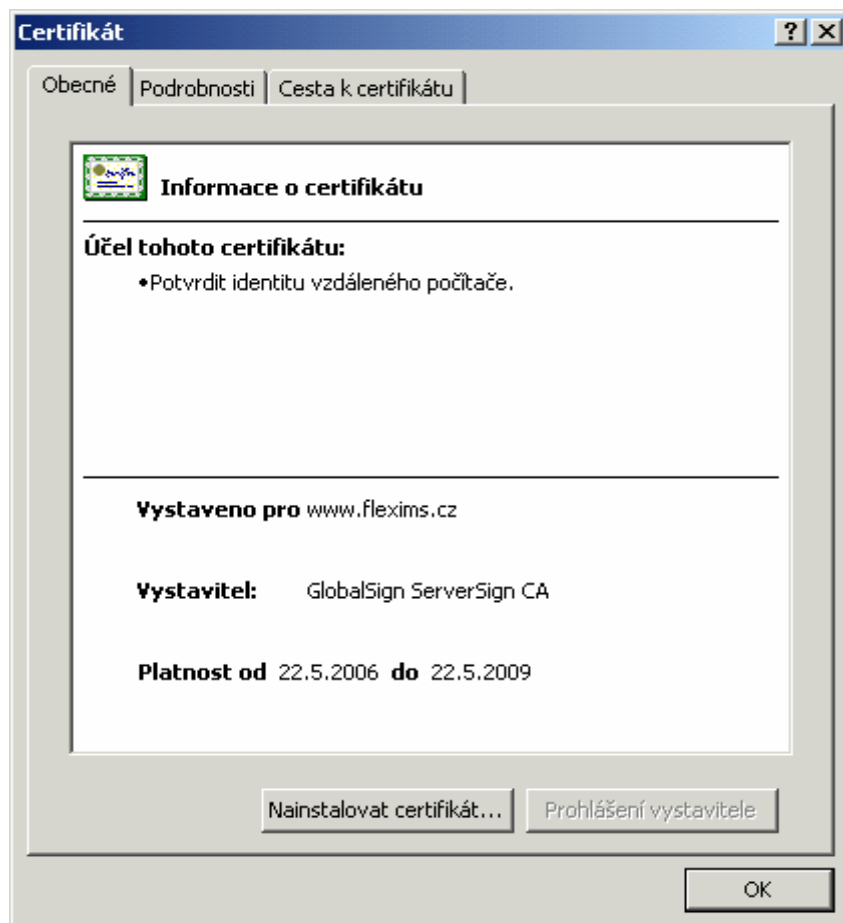 Certifikát
Obecné Podrobnosti Cesta k certifikátu
Informace o certifikátu
Účel tohoto certifikátu:
•Potvrdit identitu vzdáleného počítače.
Vystaveno pro www.flexims.cz
Vystavitel: GlobalSign ServerSign CA
Platnost od 22.5.2006 do 22.5.2009
Nainstalovat certifikát... Prohlášení vystavitele
OK